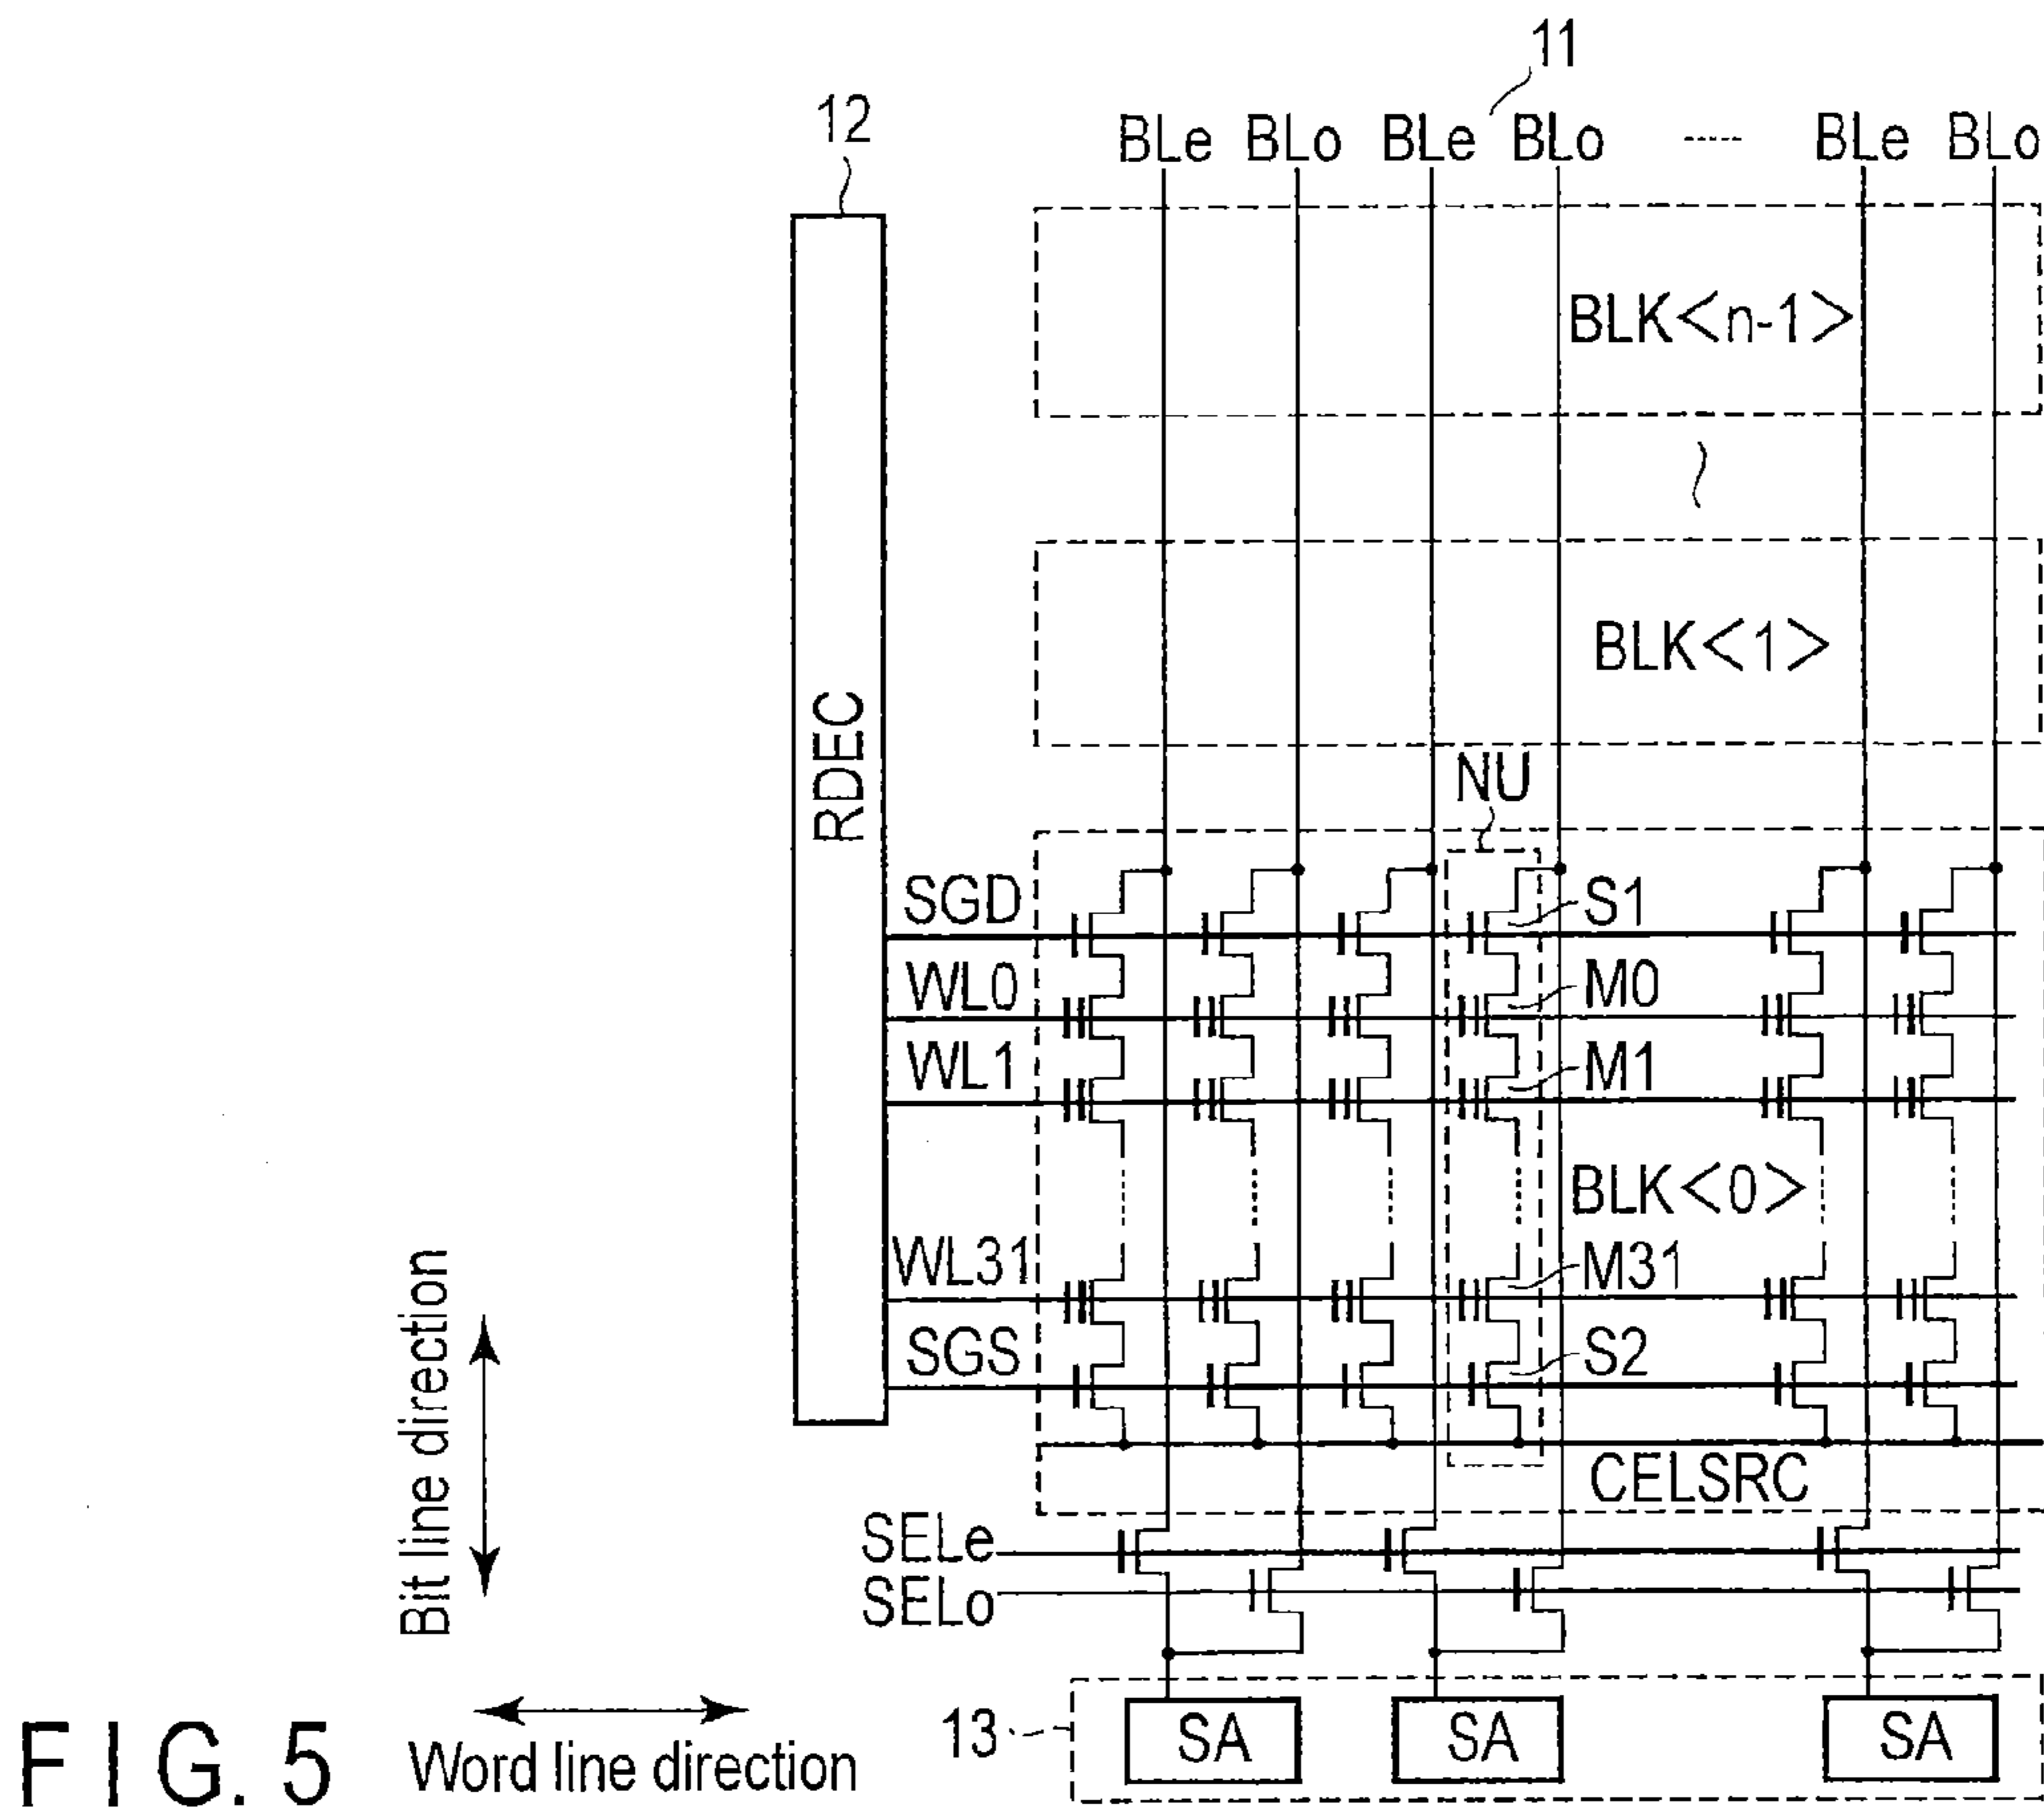 11
12
BLe BLo BLe BLo ----- BLe BLo
BLK<n-1>
BLK<1>
RDEC
NU
SGD
S1
WL0
M0
WL1
M1
BLK<0>
WL31
M31
SGS
S2
CELSRC
SELe
SELo
Bit line direction
13
SA SA SA
Word line direction
FIG. 5